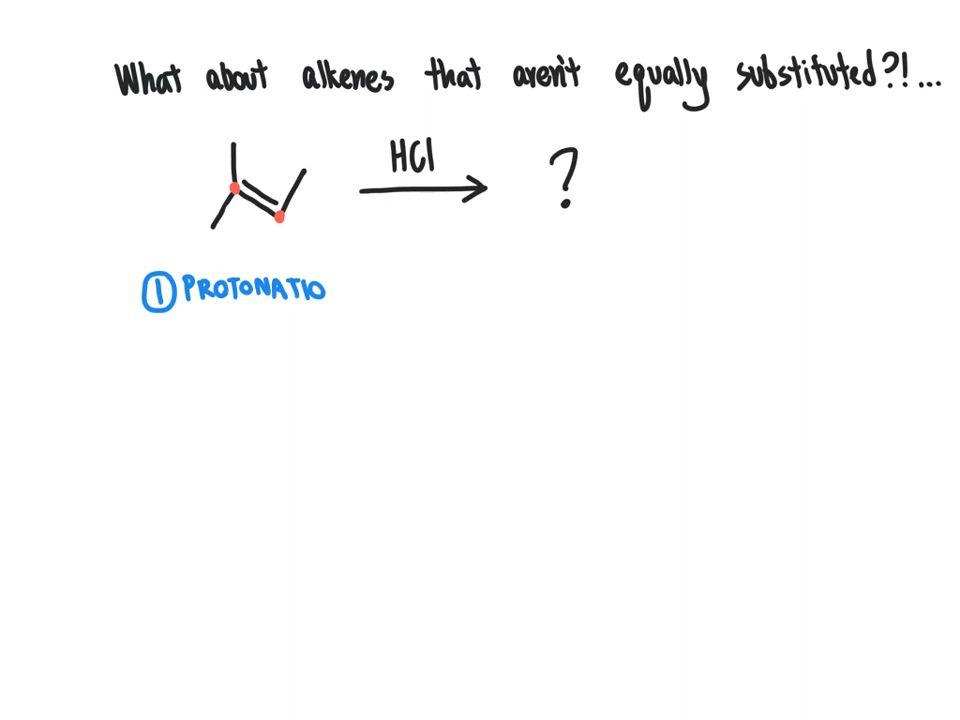 What about alkenes that aren't equally substituted?!...
HCl
?
① PROTONATIO